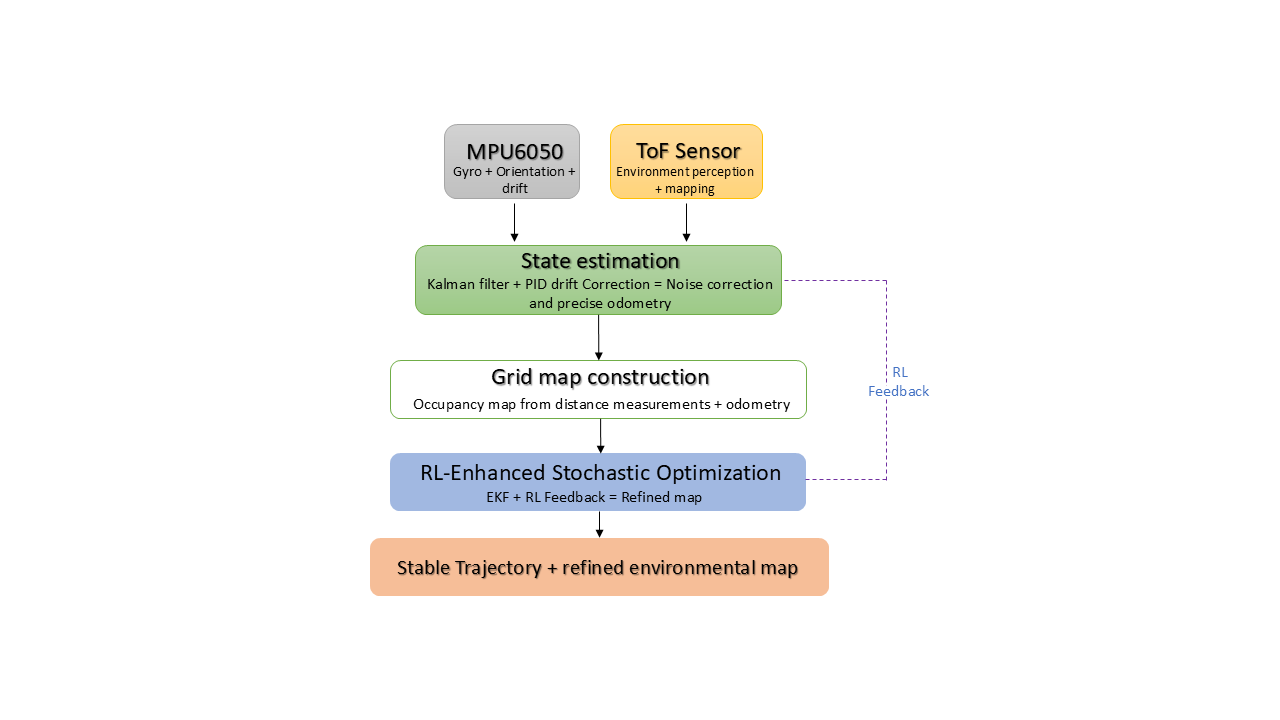 MPU6050
Gyro + Orientation +
drift
ToF Sensor
Environment perception
+ mapping
State estimation
Kalman filter + PID drift Correction = Noise correction
and precise odometry
Grid map construction
Occupancy map from distance measurements + odometry
RL
Feedback
RL-Enhanced Stochastic Optimization
EKF + RL Feedback = Refined map
Stable Trajectory + refined environmental map